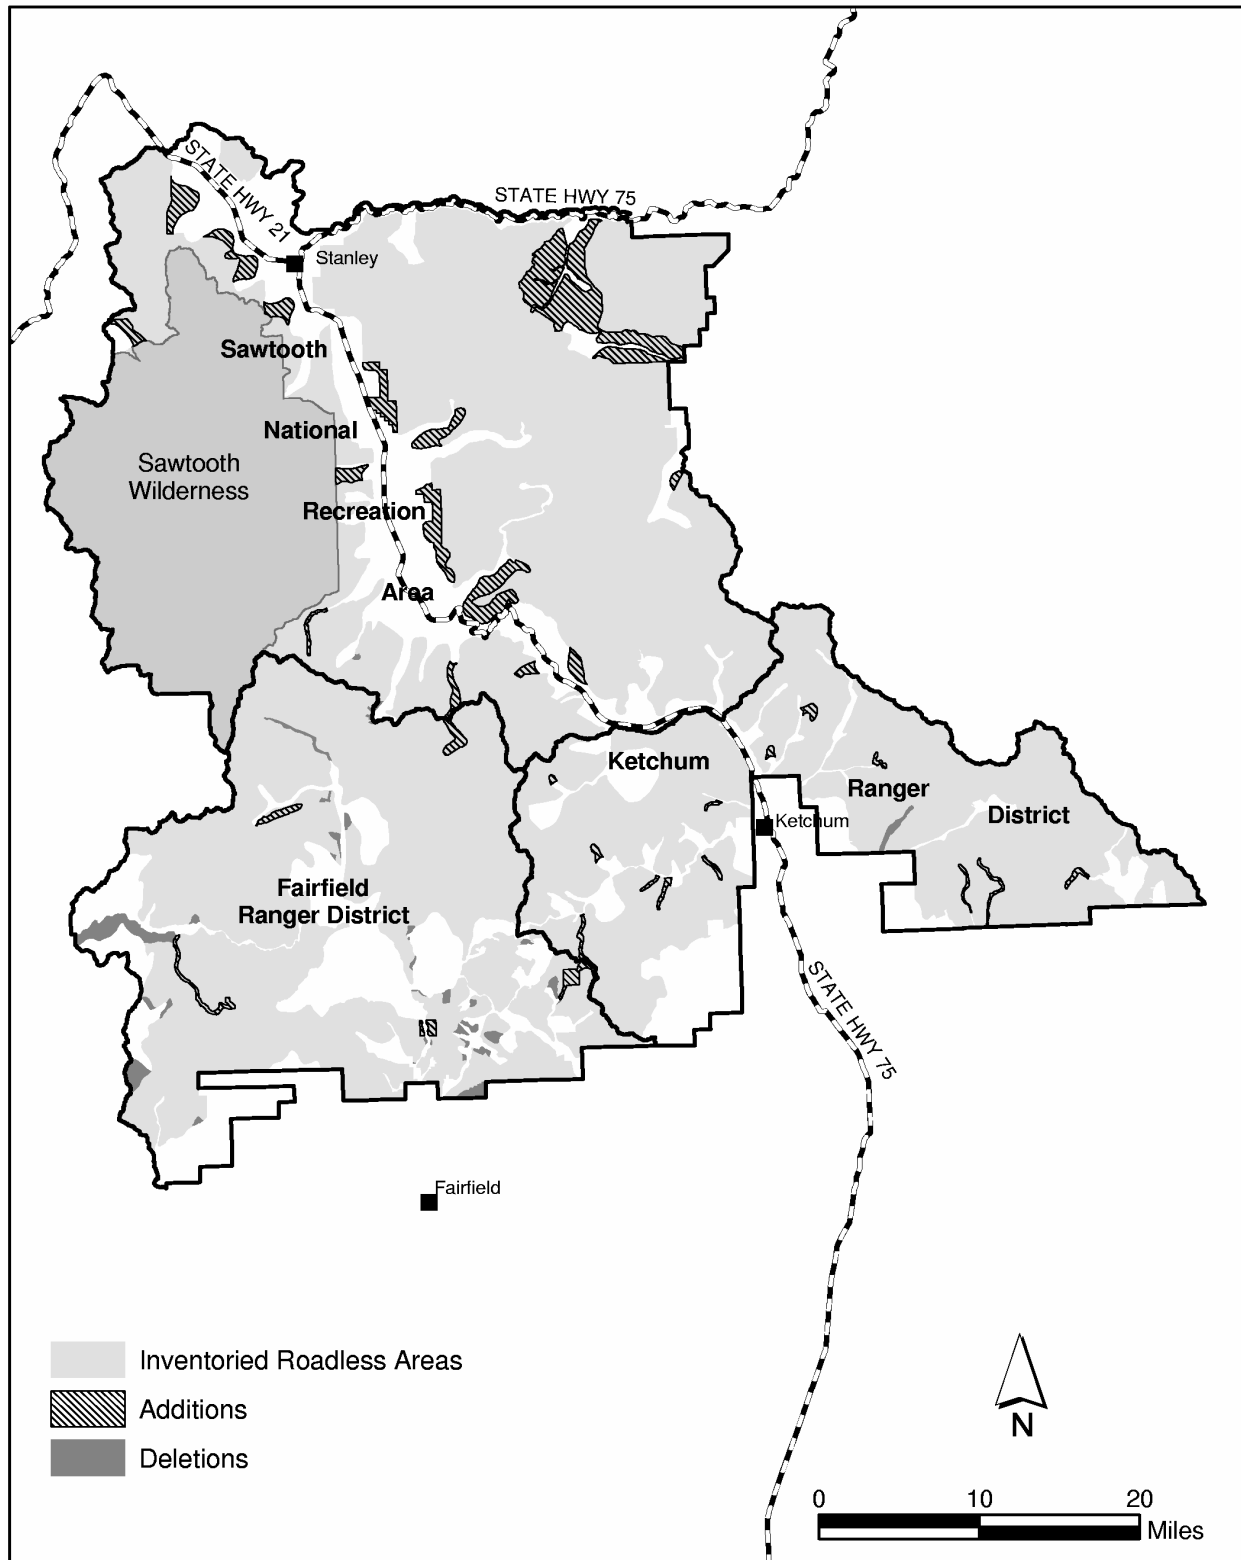 STATE HWY 75
STATE HWY 21
Stanley
Sawtooth
National
Sawtooth
Wilderness
Recreation
Area
Ketchum
Ranger
District
Ketchum
Fairfield
Ranger District
STATE HWY 75
Fairfield
Inventoried Roadless Areas
Additions
Deletions
N
0
10
20
Miles